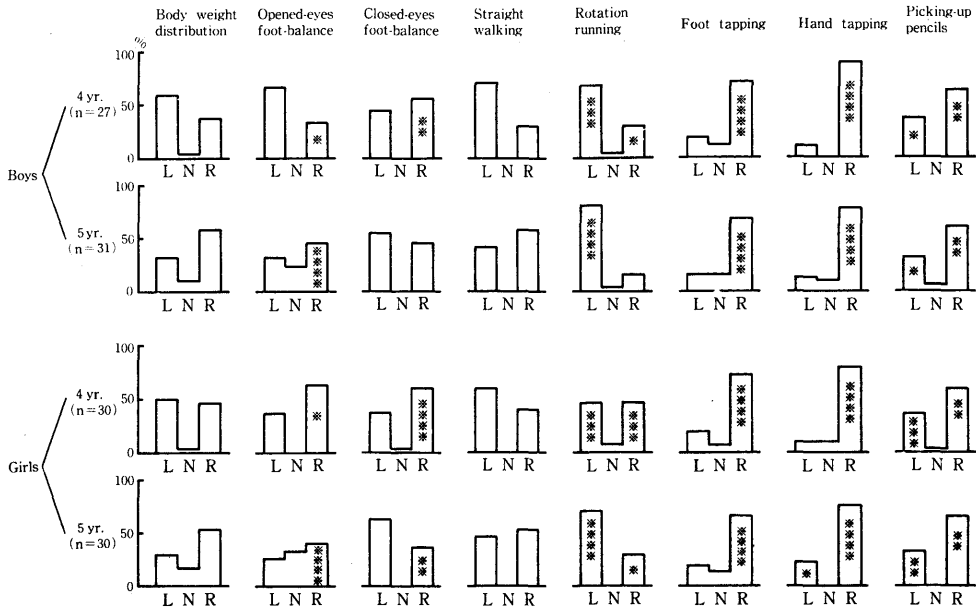 Body weight distribution
Opened-eyes foot-balance
Closed-eyes foot-balance
Straight walking
Rotation running
Foot tapping
Hand tapping
Picking-up pencils
%
100
50
0
Boys
4 yr.
(n=27)
L N R L N R L N R L N R L N R L N R L N R L N R
100
50
0
5 yr.
(n=31)
L N R L N R L N R L N R L N R L N R L N R L N R
100
50
0
Girls
4 yr.
(n=30)
L N R L N R L N R L N R L N R L N R L N R L N R
100
50
0
5 yr.
(n=30)
L N R L N R L N R L N R L N R L N R L N R L N R